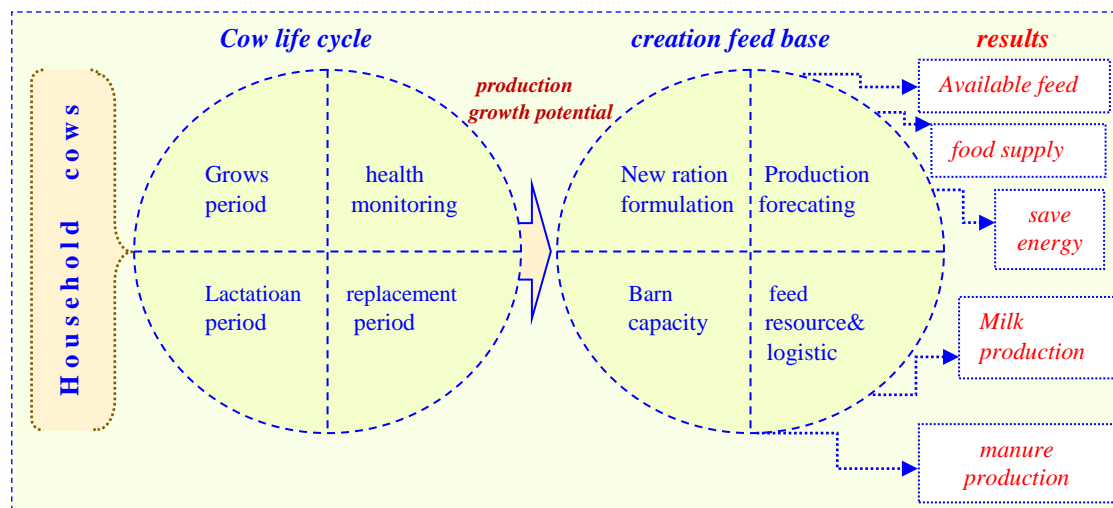 Cow life cycle
creation feed base
results
Household cows
production
growth potential
Grows
period
health
monitoring
Lactatioan
period
replacement
period
New ration
formulation
Production
forecating
Barn
capacity
feed
resource&
logistic
Available feed
food supply
save
energy
Milk
production
manure
production